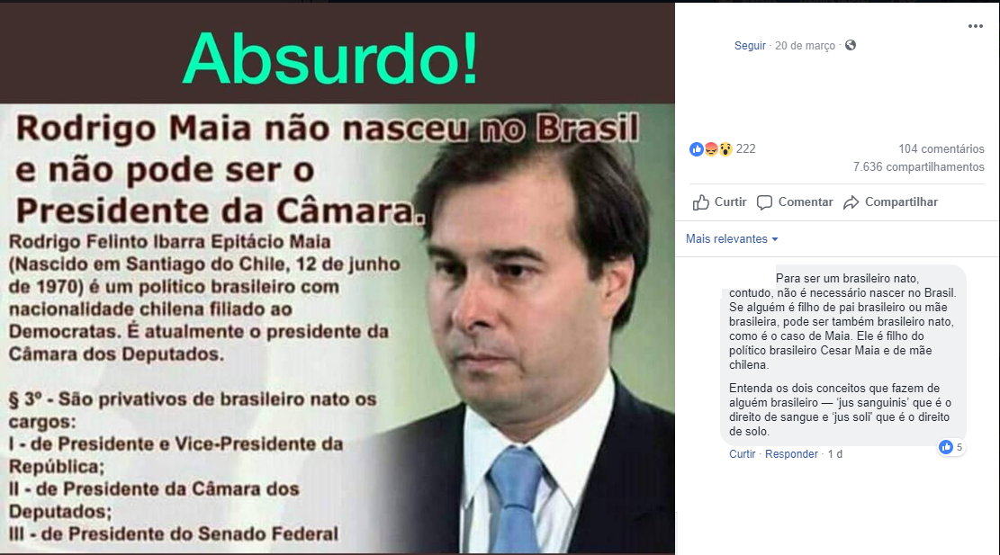 Absurdo!
Rodrigo Maia não nasceu no Brasil
e não pode ser o
Presidente da Câmara.
Rodrigo Felinto Ibarra Epitácio Maia
(Nascido em Santiago do Chile, 12 de junho
de 1970) é um político brasileiro com
nacionalidade chilena filiado ao
Democratas. É atualmente o presidente da
Câmara dos Deputados.
§ 3º - São privativos de brasileiro nato os
cargos:
I - de Presidente e Vice-Presidente da
República;
II - de Presidente da Câmara dos
Deputados;
III - de Presidente do Senado Federal
Seguir · 20 de março ·
222
104 comentários
7.636 compartilhamentos
Curtir Comentar Compartilhar
Mais relevantes
Para ser um brasileiro nato,
contudo, não é necessário nascer no Brasil.
Se alguém é filho de pai brasileiro ou mãe
brasileira, pode ser também brasileiro nato,
como é o caso de Maia. Ele é filho do
político brasileiro Cesar Maia e de mãe
chilena.
Entenda os dois conceitos que fazem de
alguém brasileiro — ‘jus sanguinis’ que é o
direito de sangue e ‘jus soli’ que é o direito
de solo.
5
Curtir · Responder · 1 d